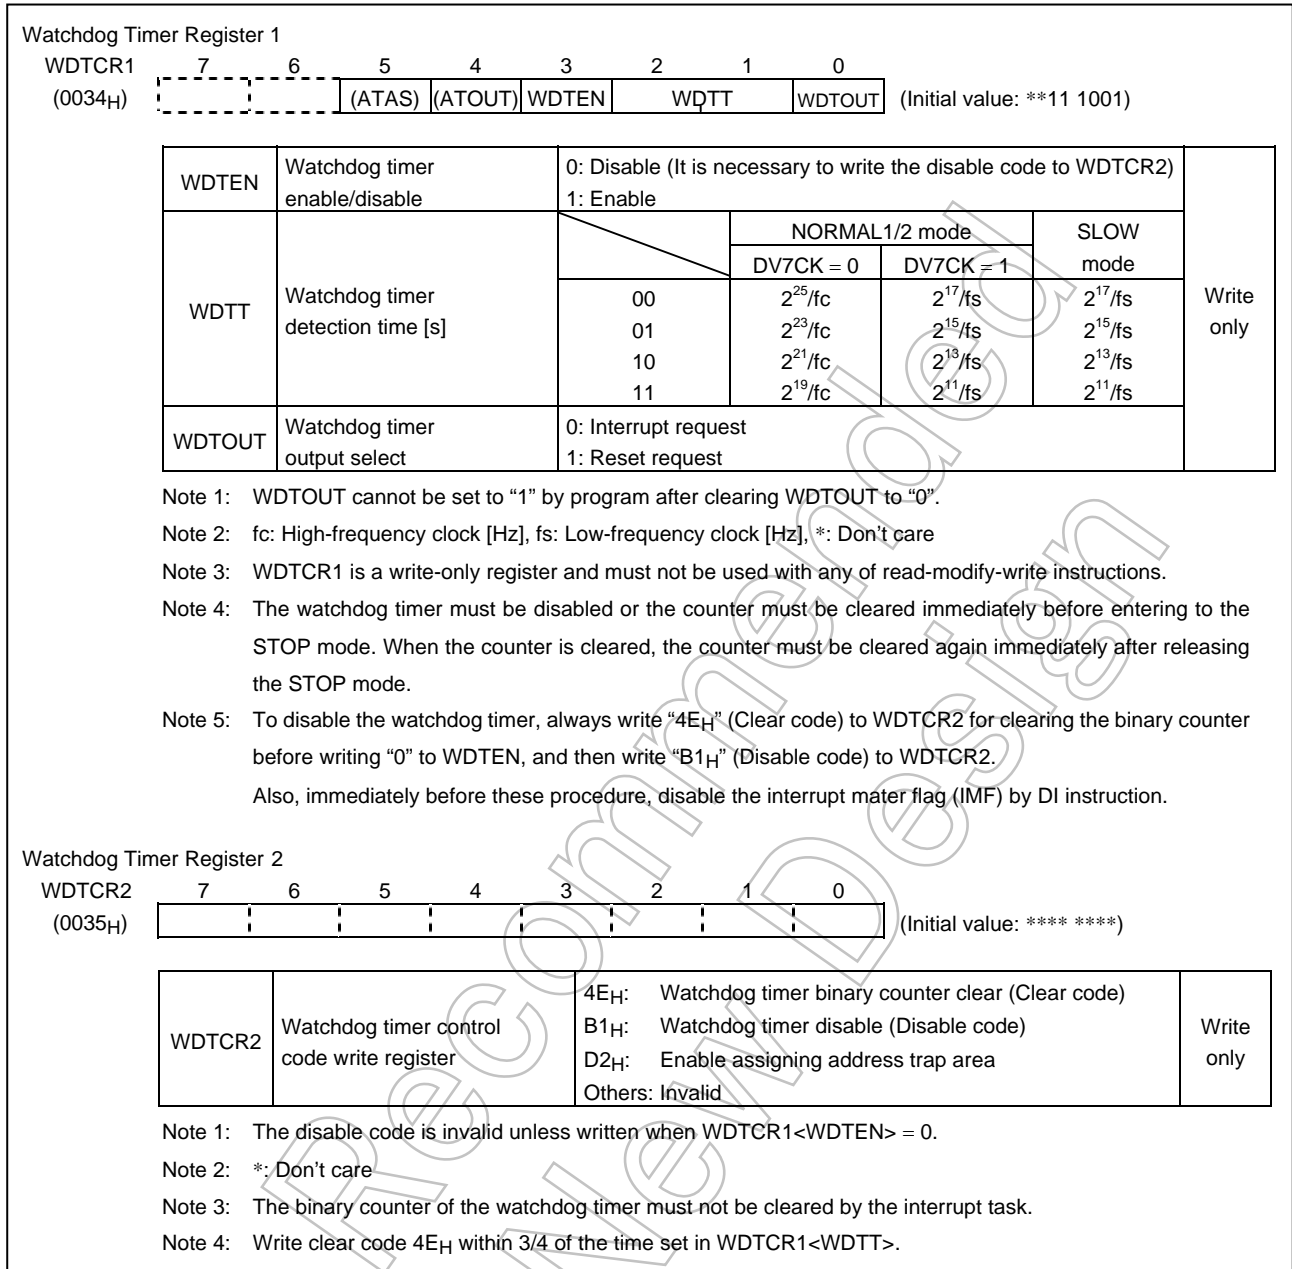 Watchdog Timer Register 1
WDTCR1 7 6 5 4 3 2 1 0
(0034H) (ATAS) (ATOUT) WDTEN WDTT WDTOUT (Initial value: **11 1001)
WDTEN Watchdog timer enable/disable 0: Disable (It is necessary to write the disable code to WDTCR2)
1: Enable
NORMAL1/2 mode SLOW mode
DV7CK = 0 DV7CK = 1
WDTT Watchdog timer detection time [s] Write only
00 2^25/fc 2^17/fs 2^17/fs
01 2^23/fc 2^15/fs 2^15/fs
10 2^21/fc 2^13/fs 2^13/fs
11 2^19/fc 2^11/fs 2^11/fs
WDTOUT Watchdog timer output select 0: Interrupt request
1: Reset request
Note 1: WDTOUT cannot be set to “1” by program after clearing WDTOUT to “0”.
Note 2: fc: High-frequency clock [Hz], fs: Low-frequency clock [Hz], *: Don’t care
Note 3: WDTCR1 is a write-only register and must not be used with any of read-modify-write instructions.
Note 4: The watchdog timer must be disabled or the counter must be cleared immediately before entering to the
STOP mode. When the counter is cleared, the counter must be cleared again immediately after releasing
the STOP mode.
Note 5: To disable the watchdog timer, always write “4EH” (Clear code) to WDTCR2 for clearing the binary counter
before writing “0” to WDTEN, and then write “B1H” (Disable code) to WDTCR2.
Also, immediately before these procedure, disable the interrupt mater flag (IMF) by DI instruction.
Watchdog Timer Register 2
WDTCR2 7 6 5 4 3 2 1 0
(0035H) (Initial value: **** ****)
WDTCR2 Watchdog timer control code write register Write only
4EH: Watchdog timer binary counter clear (Clear code)
B1H: Watchdog timer disable (Disable code)
D2H: Enable assigning address trap area
Others: Invalid
Note 1: The disable code is invalid unless written when WDTCR1<WDTEN> = 0.
Note 2: *: Don’t care
Note 3: The binary counter of the watchdog timer must not be cleared by the interrupt task.
Note 4: Write clear code 4EH within 3/4 of the time set in WDTCR1<WDTT>.
Recommended
New Design